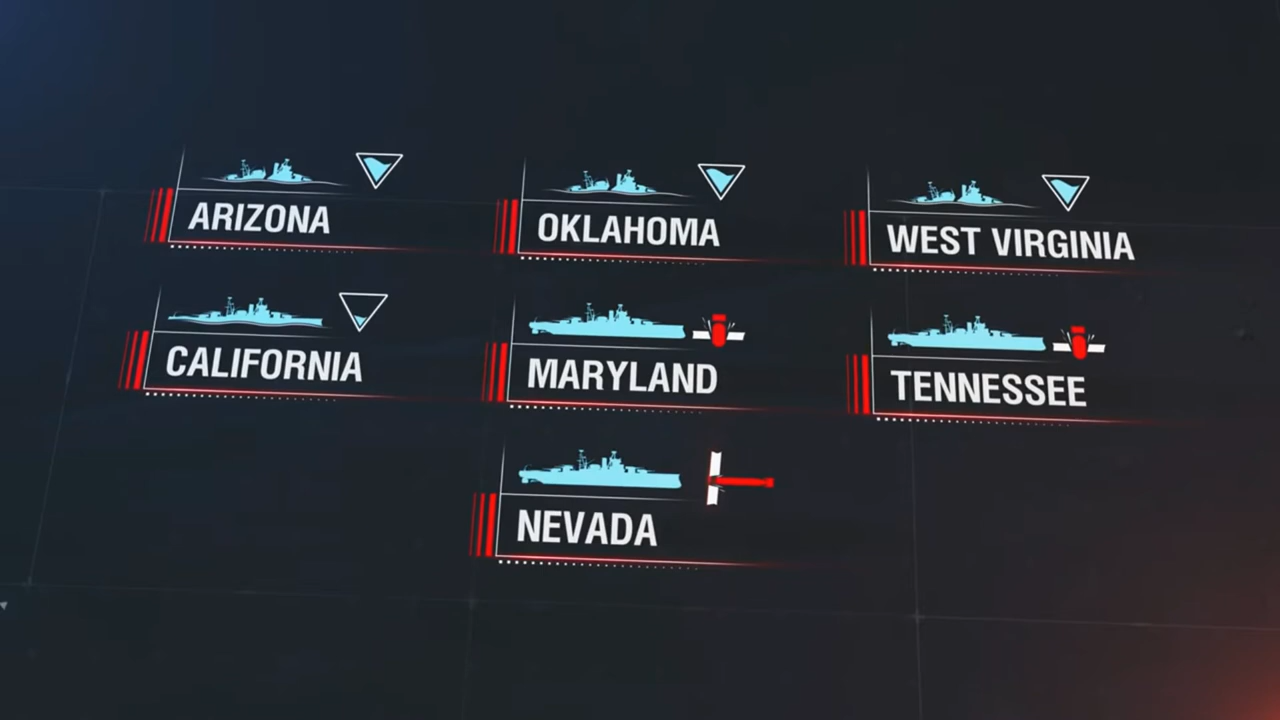 ARIZONA
OKLAHOMA
WEST VIRGINIA
CALIFORNIA
MARYLAND
TENNESSEE
NEVADA